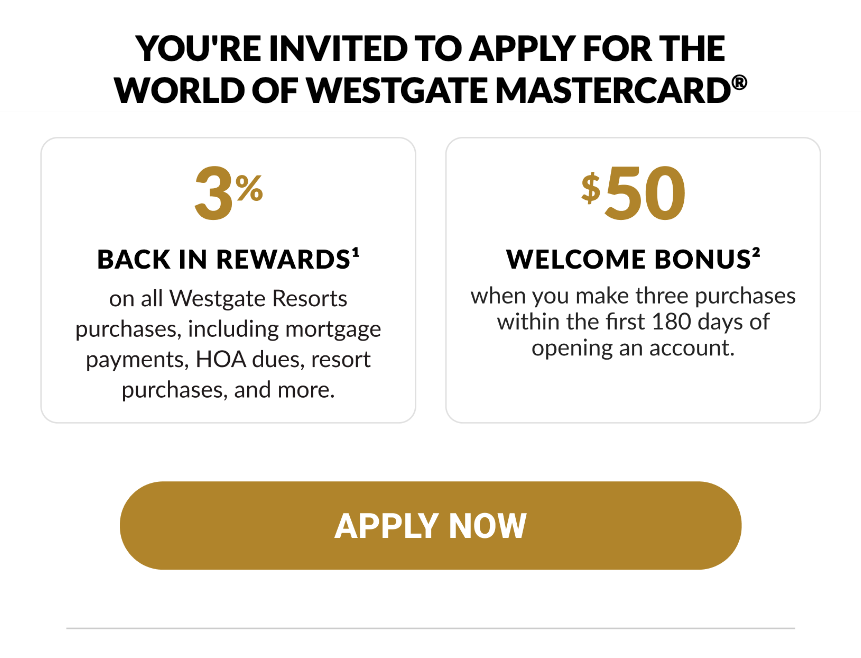 YOU'RE INVITED TO APPLY FOR THE
WORLD OF WESTGATE MASTERCARD®
3%
BACK IN REWARDS¹
on all Westgate Resorts
purchases, including mortgage
payments, HOA dues, resort
purchases, and more.
$50
WELCOME BONUS²
when you make three purchases
within the first 180 days of
opening an account.
APPLY NOW